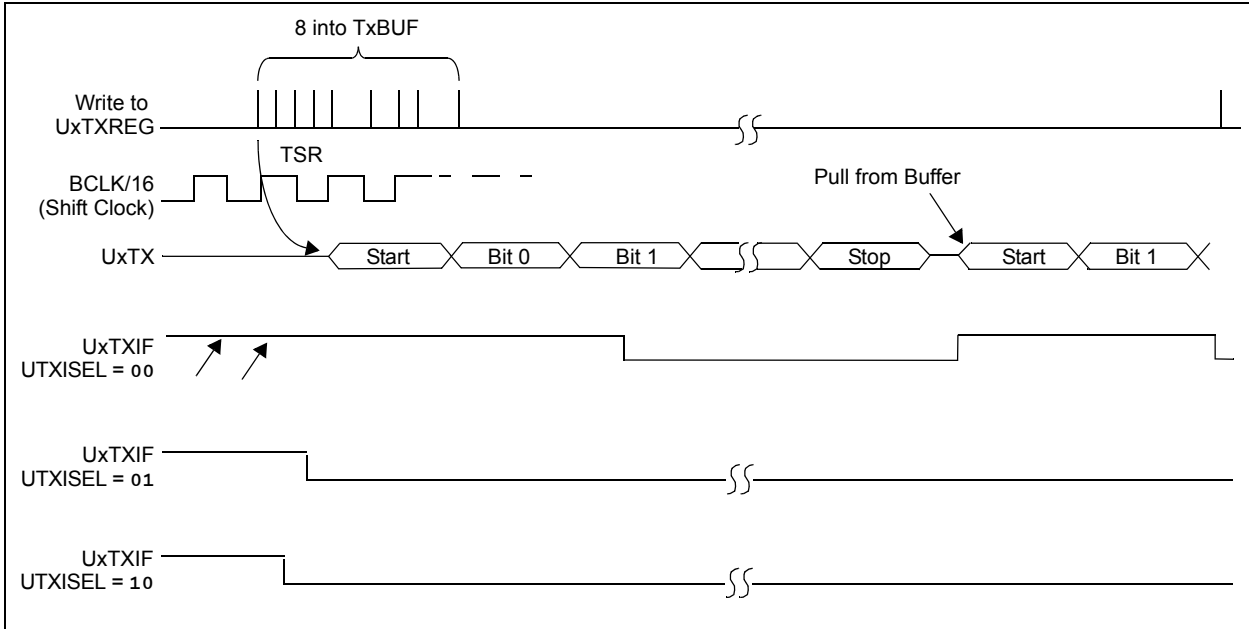 8 into TxBUF
Write to
UxTXREG
TSR
BCLK/16
(Shift Clock)
Pull from Buffer
UxTX
Start
Bit 0
Bit 1
Stop
Start
Bit 1
UxTXIF
UTXISEL = 00
UxTXIF
UTXISEL = 01
UxTXIF
UTXISEL = 10